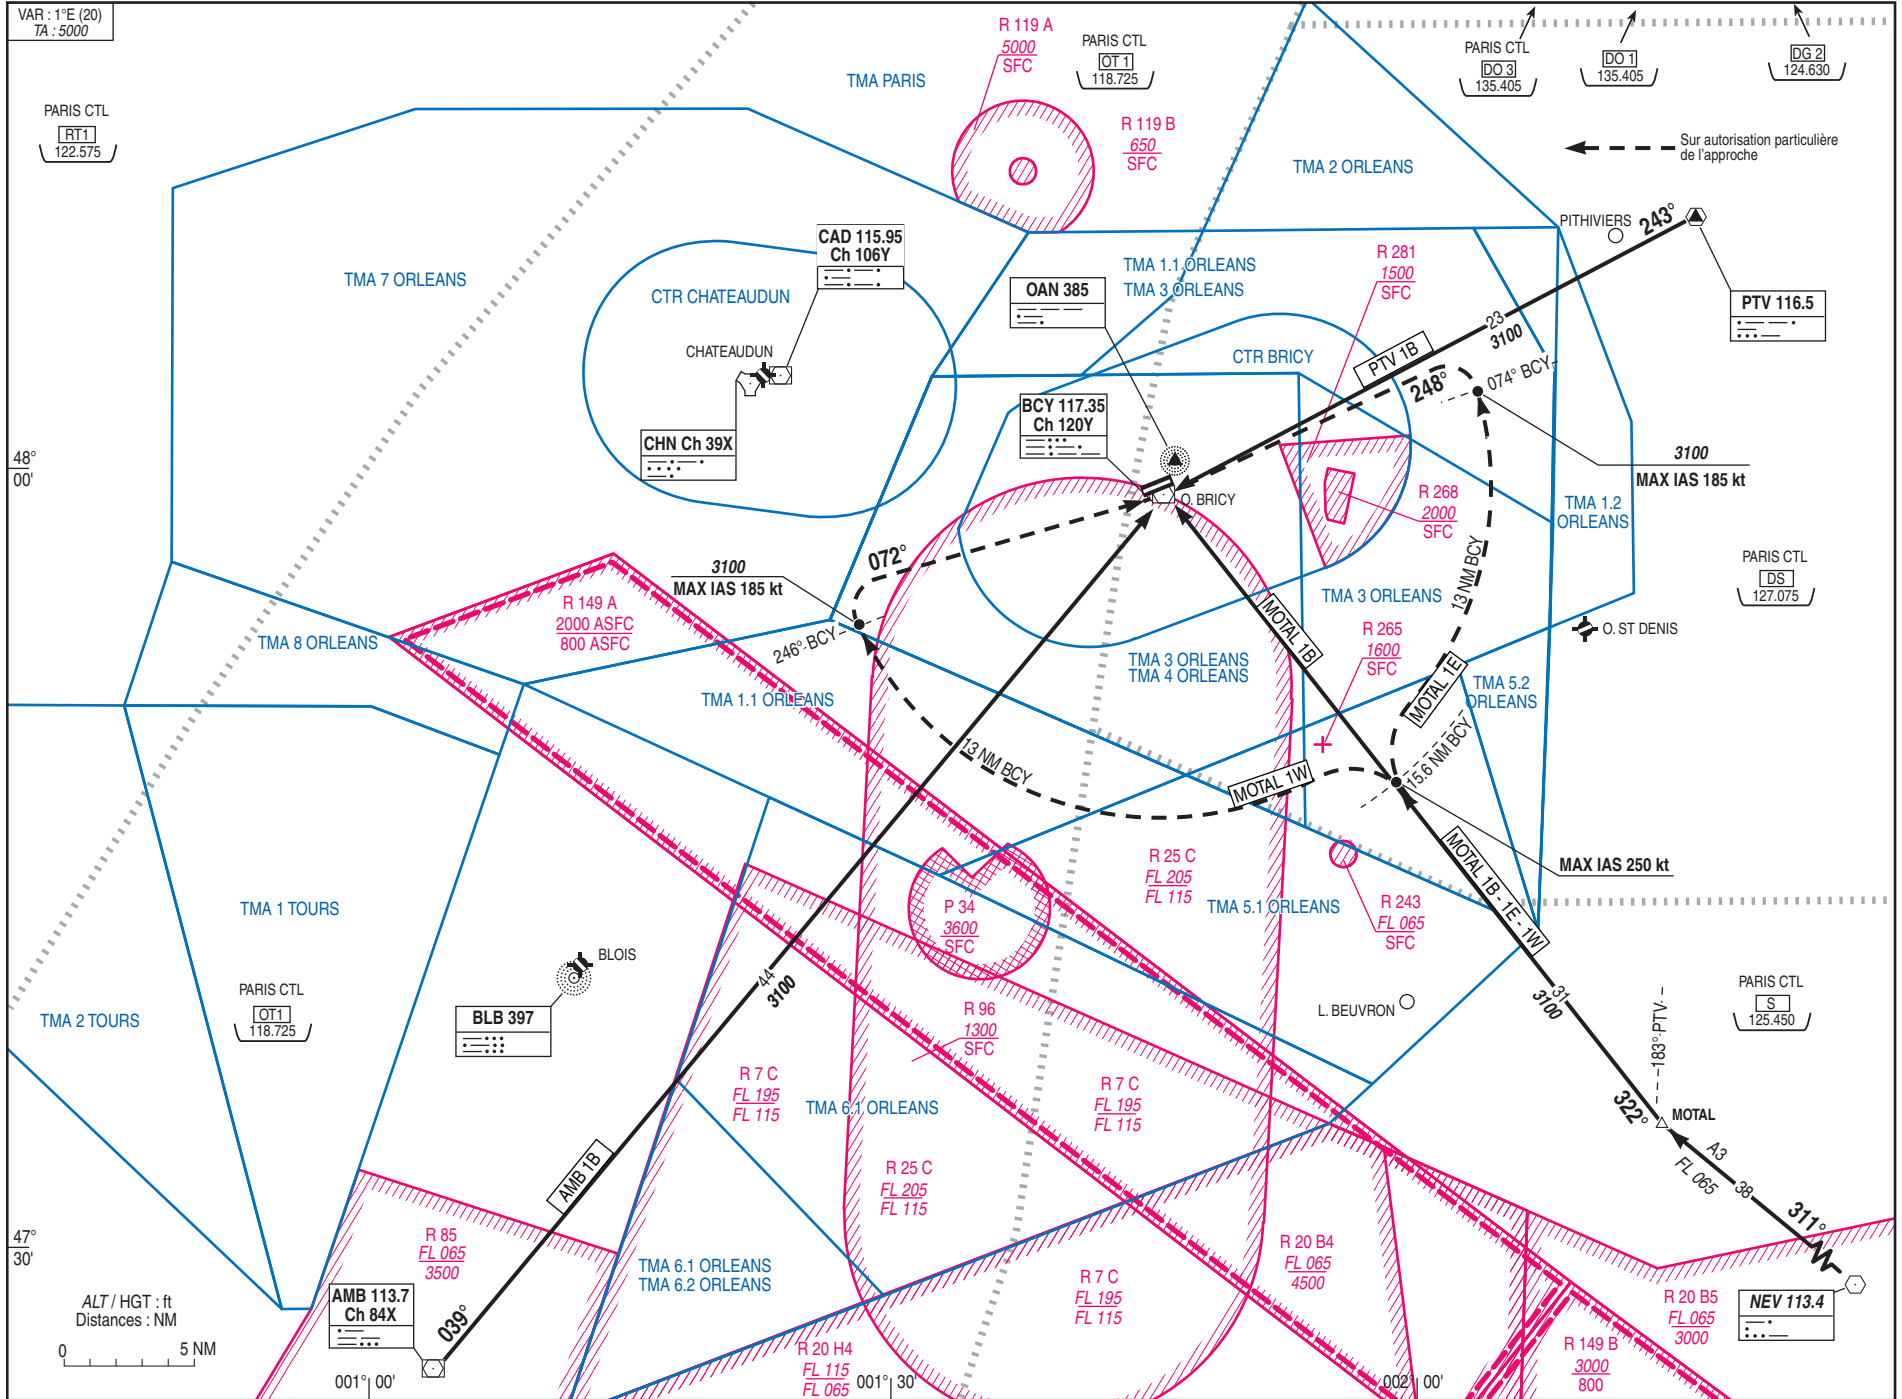 VAR : 1°E (20)
TA : 5000
R 119 A
5000
SFC
PARIS CTL
OT 1
118.725
PARIS CTL
DO 3
135.405
DO 1
135.405
DG 2
124.630
TMA PARIS
PARIS CTL
RT1
122.575
R 119 B
650
SFC
Sur autorisation particulière
de l'approche
TMA 2 ORLEANS
PITHIVIERS
243°
CAD 115.95
Ch 106Y
TMA 7 ORLEANS
CTR CHATEAUDUN
TMA 1.1 ORLEANS
TMA 3 ORLEANS
R 281
1500
SFC
OAN 385
PTV 116.5
23
3100
CHATEAUDUN
CTR BRICY
PTV 1B
248°
074° BCY
BCY 117.35
Ch 120Y
CHN Ch 39X
48°
00'
3100
MAX IAS 185 kt
O. BRICY
R 268
2000
SFC
TMA 1.2
ORLEANS
072°
3100
MAX IAS 185 kt
13 NM BCY
PARIS CTL
DS
127.075
R 149 A
2000 ASFC
800 ASFC
TMA 3 ORLEANS
MOTAL 1B
O. ST DENIS
TMA 8 ORLEANS
246° BCY
R 265
1600
SFC
TMA 3 ORLEANS
TMA 4 ORLEANS
MOTAL 1E
TMA 5.2
ORLEANS
TMA 1.1 ORLEANS
13 NM BCY
MOTAL 1W
15.6 NM BCY
MAX IAS 250 kt
MOTAL 1B - 1E - 1W
R 25 C
FL 205
FL 115
P 34
3600
SFC
TMA 5.1 ORLEANS
R 243
FL 065
SFC
TMA 1 TOURS
BLOIS
44
3100
PARIS CTL
OT1
118.725
BLB 397
TMA 2 TOURS
R 96
1300
SFC
L. BEUVRON
31
3100
183° PTV
PARIS CTL
S
125.450
R 7 C
FL 195
FL 115
TMA 6.1 ORLEANS
R 7 C
FL 195
FL 115
322°
MOTAL
A3
FL 065
38
AMB 1B
R 25 C
FL 205
FL 115
311°
R 85
FL 065
3500
47°
30'
TMA 6.1 ORLEANS
TMA 6.2 ORLEANS
R 20 B4
FL 065
4500
R 7 C
FL 195
FL 115
AMB 113.7
Ch 84X
039°
NEV 113.4
R 20 B5
FL 065
3000
ALT / HGT : ft
Distances : NM
0 5 NM
R 20 H4
FL 115
FL 065
R 149 B
3000
800
001° 00'
001° 30'
002° 00'